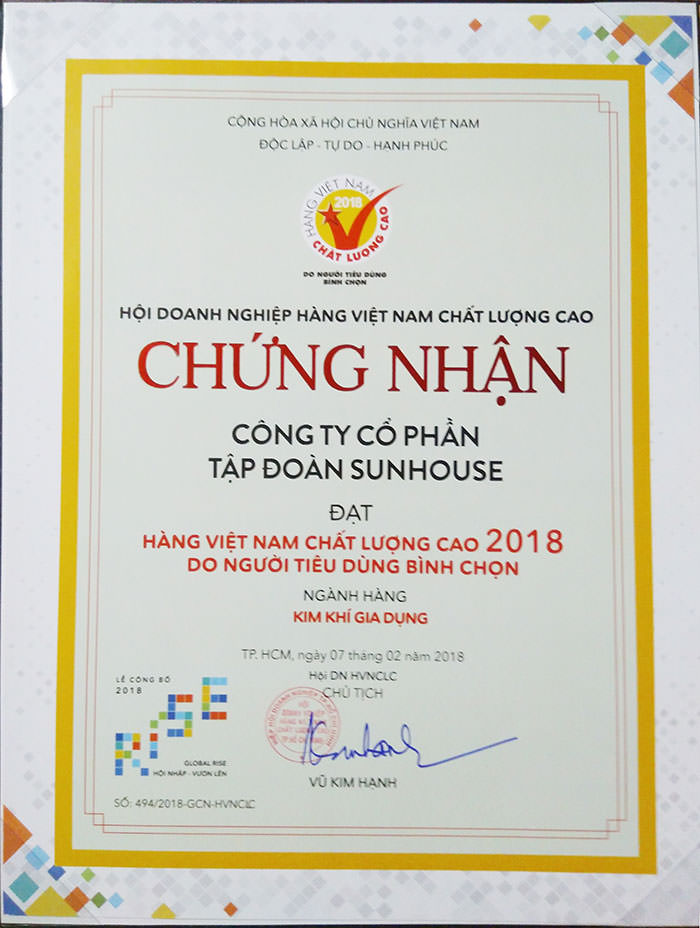 CỘNG HÒA XÃ HỘI CHỦ NGHĨA VIỆT NAM
ĐỘC LẬP - TỰ DO - HẠNH PHÚC
HÀNG VIỆT NAM
2018
CHẤT LƯỢNG CAO
DO NGƯỜI TIÊU DÙNG
BÌNH CHỌN
HỘI DOANH NGHIỆP HÀNG VIỆT NAM CHẤT LƯỢNG CAO
CHỨNG NHẬN
CÔNG TY CỔ PHẦN
TẬP ĐOÀN SUNHOUSE
ĐẠT
HÀNG VIỆT NAM CHẤT LƯỢNG CAO 2018
DO NGƯỜI TIÊU DÙNG BÌNH CHỌN
NGÀNH HÀNG
KIM KHÍ GIA DỤNG
TP. HCM, ngày 07 tháng 02 năm 2018
Hội DN HVNCLC
CHỦ TỊCH
VŨ KIM HẠNH
LỄ CÔNG BỐ
2018
RISE
GLOBAL RISE
HỘI NHẬP - VƯƠN LÊN
SỐ: 494/2018-GCN-HVNCLC